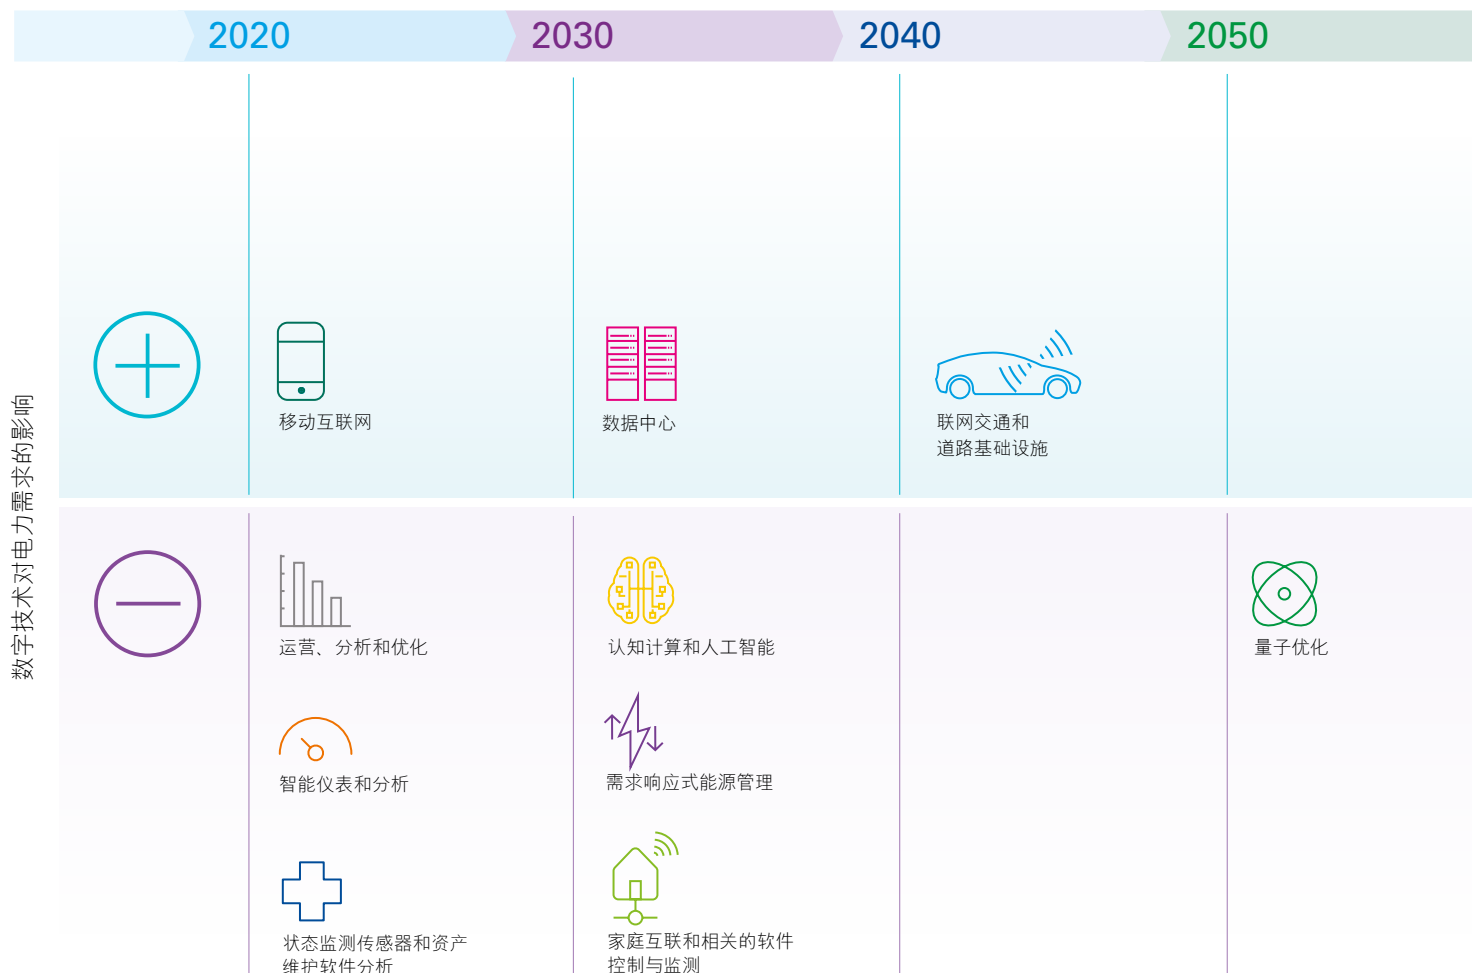 2020
2030
2040
2050
数字技术对电力需求的影响
移动互联网
数据中心
联网交通和
道路基础设施
运营、分析和优化
认知计算和人工智能
量子优化
智能仪表和分析
需求响应式能源管理
状态监测传感器和资产
维护软件分析
家庭互联和相关的软件
控制与监测